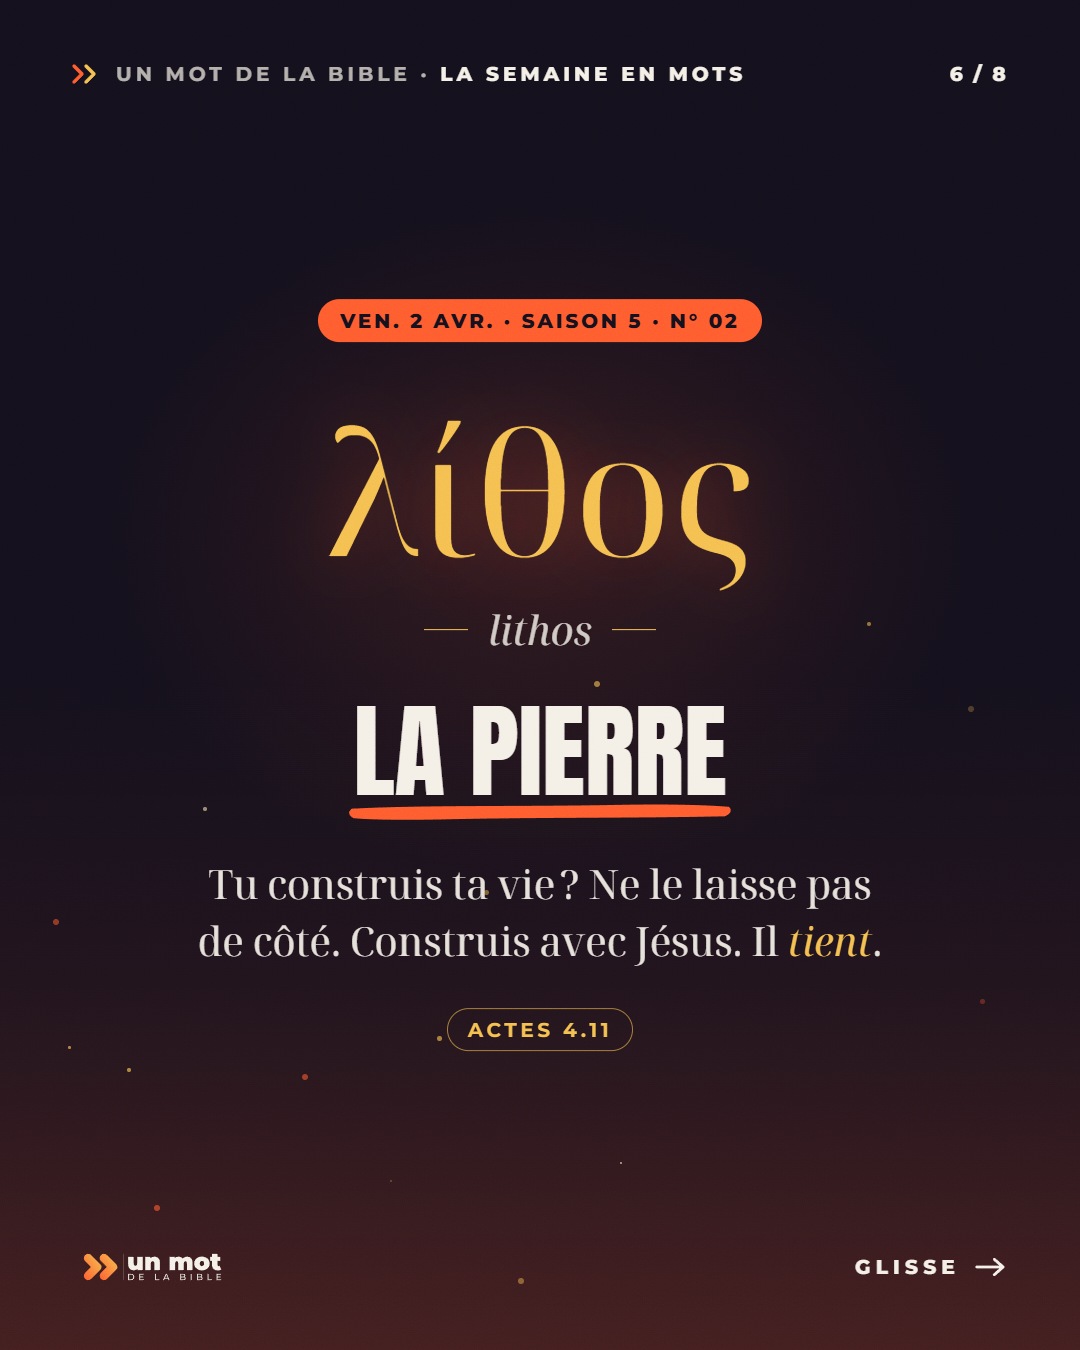 UN MOT DE LA BIBLE · LA SEMAINE EN MOTS
6 / 8
VEN. 2 AVR. · SAISON 5 · N° 02
λίθος
lithos
LA PIERRE
Tu construis ta vie ? Ne le laisse pas
de côté. Construis avec Jésus. Il tient.
ACTES 4.11
un mot
DE LA BIBLE
GLISSE →